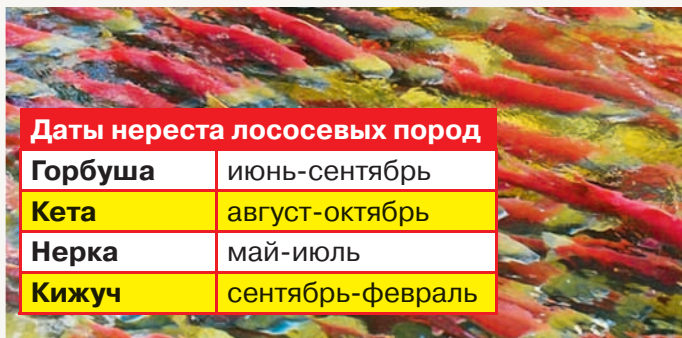 Даты нереста лососевых пород
Горбуша июнь-сентябрь
Кета август-октябрь
Нерка май-июль
Кижуч сентябрь-февраль